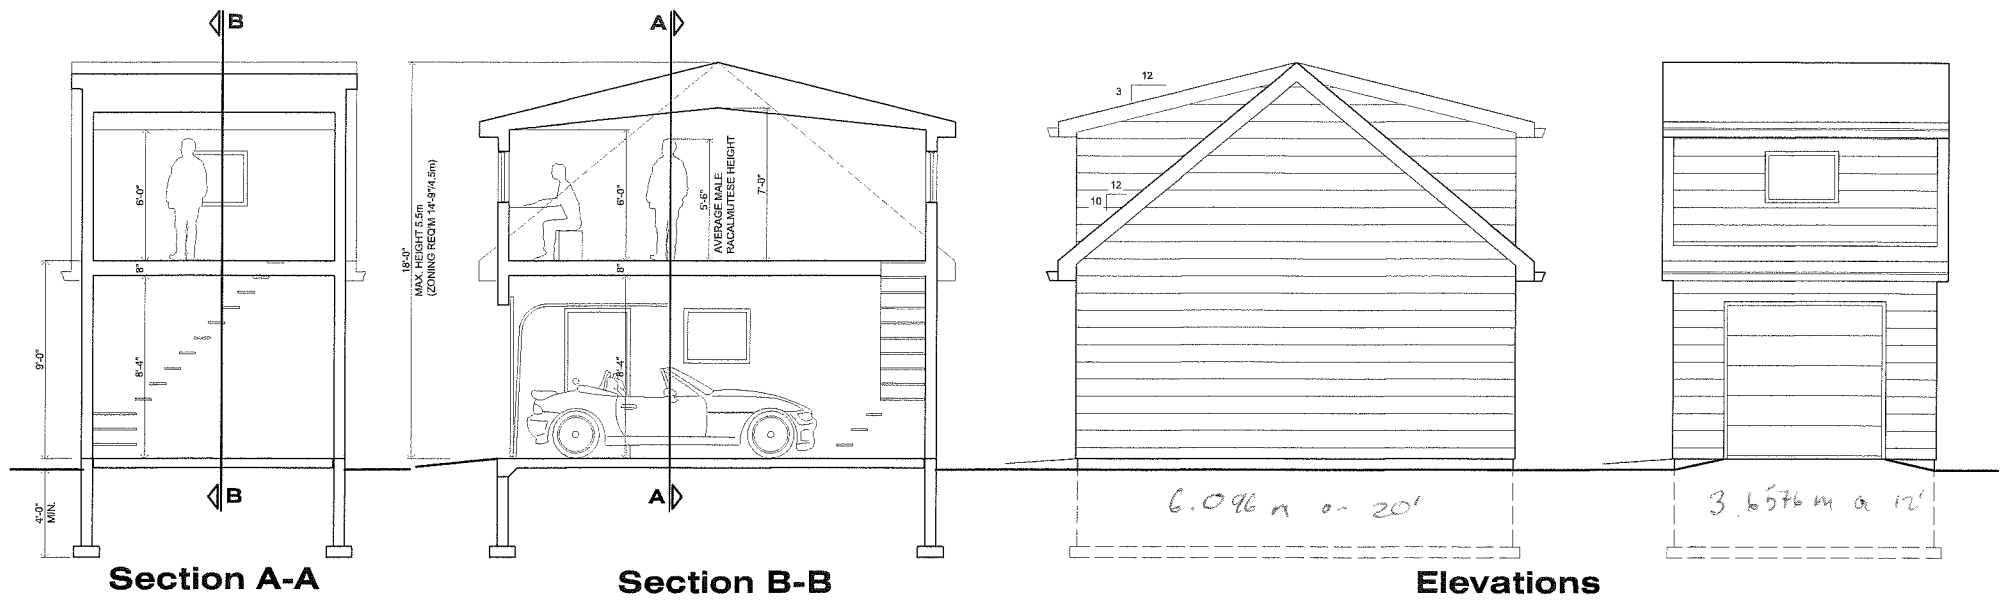 B
6'-0"
8"
8'-4"
9'-0"
4'-0"
MIN.
B
Section A-A
A
18'-0"
MAX. HEIGHT 5.5m
(ZONING REQ'M 14'-9"/4.5m)
6'-0"
5'-6"
AVERAGE MALE
RACALMUTESE HEIGHT
7'-0"
8"
8'-4"
A
Section B-B
12
3
12
10
6.096 m or 20'
3.6576 m or 12'
Elevations